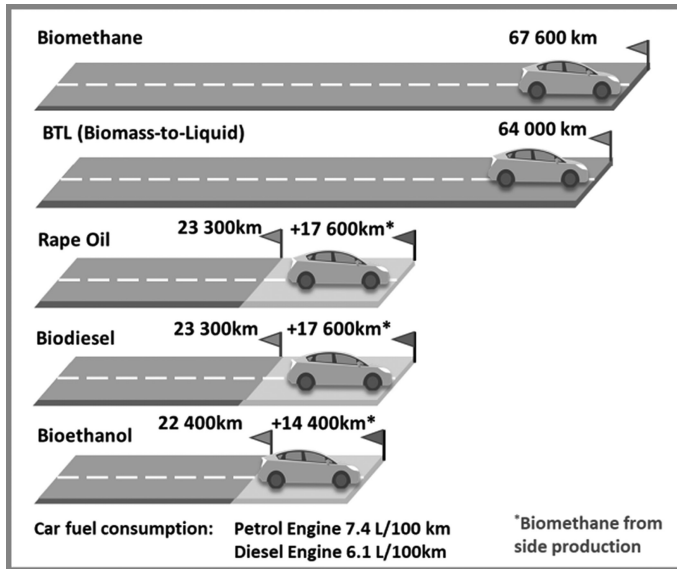 Biomethane
67 600 km
BTL (Biomass-to-Liquid)
64 000 km
Rape Oil
23 300km
+17 600km*
Biodiesel
23 300km
+17 600km*
Bioethanol
22 400km
+14 400km*
Car fuel consumption: Petrol Engine 7.4 L/100 km
Diesel Engine 6.1 L/100km
*Biomethane from
side production